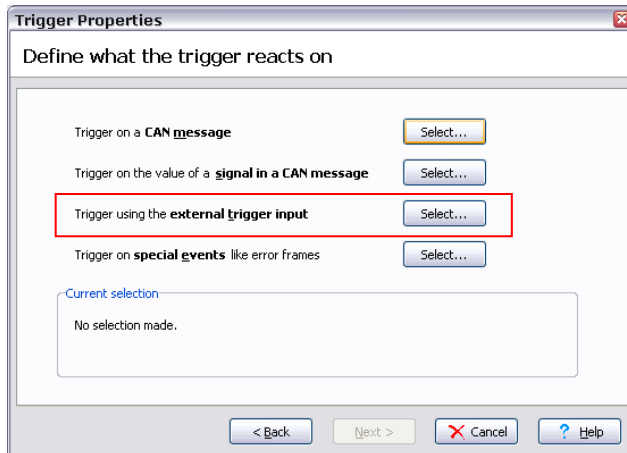 Trigger Properties
Define what the trigger reacts on
Trigger on a CAN message Select...
Trigger on the value of a signal in a CAN message Select...
Trigger using the external trigger input Select...
Trigger on special events like error frames Select...
Current selection
No selection made.
< Back Next > Cancel ? Help